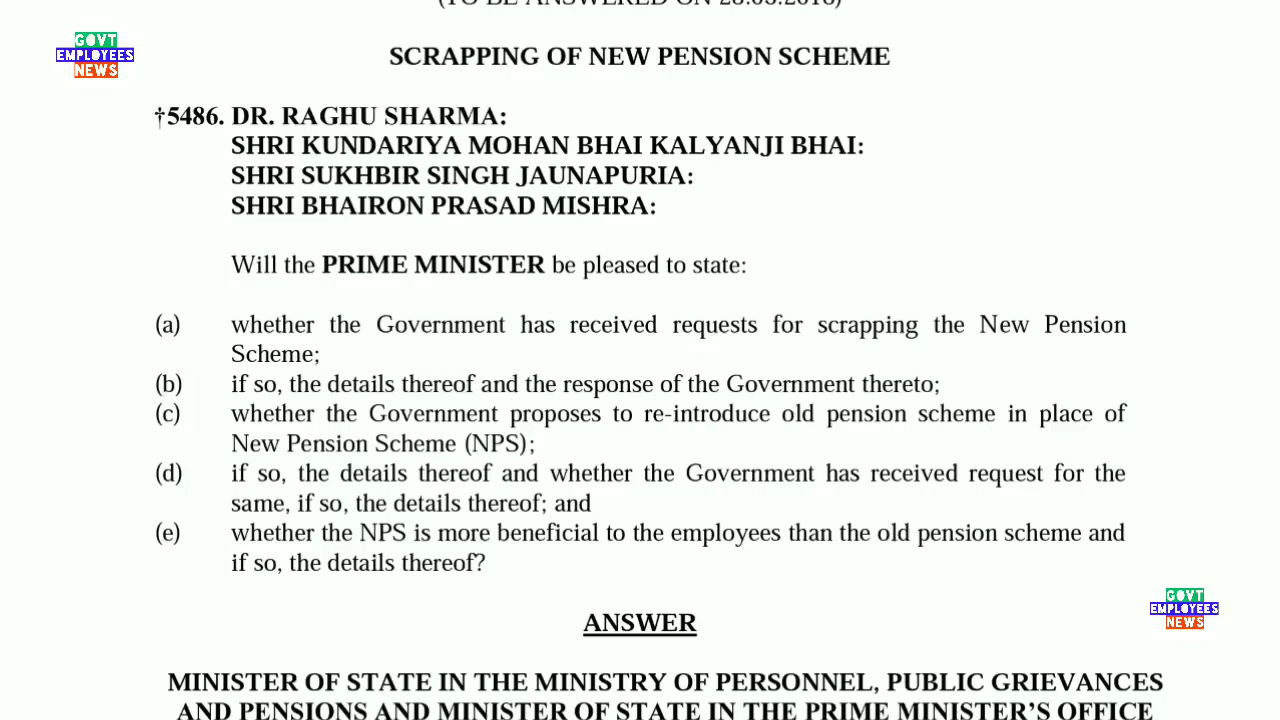 (TO BE ANSWERED ON 28.03.2018)
GOVT
EMPLOYEES
NEWS
SCRAPPING OF NEW PENSION SCHEME
†5486. DR. RAGHU SHARMA:
SHRI KUNDARIYA MOHAN BHAI KALYANJI BHAI:
SHRI SUKHBIR SINGH JAUNAPURIA:
SHRI BHAIRON PRASAD MISHRA:
Will the PRIME MINISTER be pleased to state:
(a) whether the Government has received requests for scrapping the New Pension
Scheme;
(b) if so, the details thereof and the response of the Government thereto;
(c) whether the Government proposes to re-introduce old pension scheme in place of
New Pension Scheme (NPS);
(d) if so, the details thereof and whether the Government has received request for the
same, if so, the details thereof; and
(e) whether the NPS is more beneficial to the employees than the old pension scheme and
if so, the details thereof?
GOVT
EMPLOYEES
NEWS
ANSWER
MINISTER OF STATE IN THE MINISTRY OF PERSONNEL, PUBLIC GRIEVANCES
AND PENSIONS AND MINISTER OF STATE IN THE PRIME MINISTER'S OFFICE